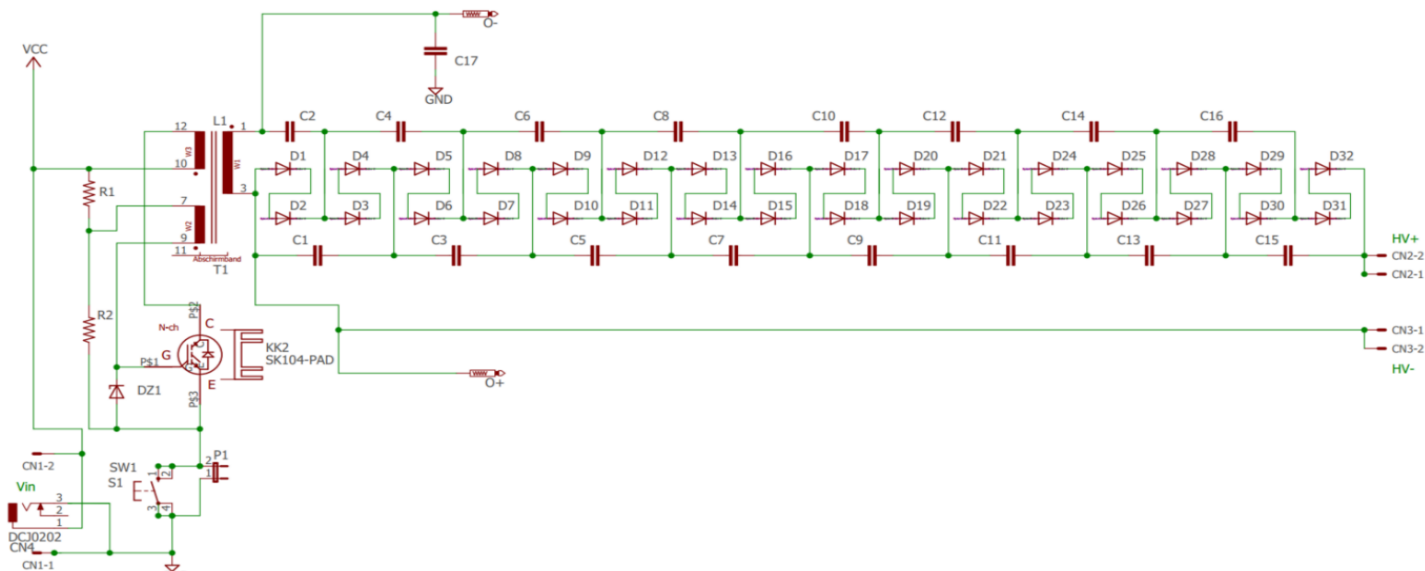 O-
VCC
C17
GND
L1
12
1
C2
C4
C6
C8
C10
C12
C14
C16
W3
W1
10
3
D1
D4
D5
D8
D9
D12
D13
D16
D17
D20
D21
D24
D25
D28
D29
D32
R1
7
W2
D2
D3
D6
D7
D10
D11
D14
D15
D18
D19
D22
D23
D26
D27
D30
D31
9
11
Abschirmband
T1
C1
C3
C5
C7
C9
C11
C13
C15
HV+
CN2-2
CN2-1
R2
P$2
N-ch
C
G
P$1
E
P$3
KK2
SK104-PAD
CN3-1
CN3-2
HV-
O+
DZ1
CN1-2
SW1
S1
1
2
3
4
P1
2
1
Vin
3
2
1
DCJ0202
CN4
CN1-1